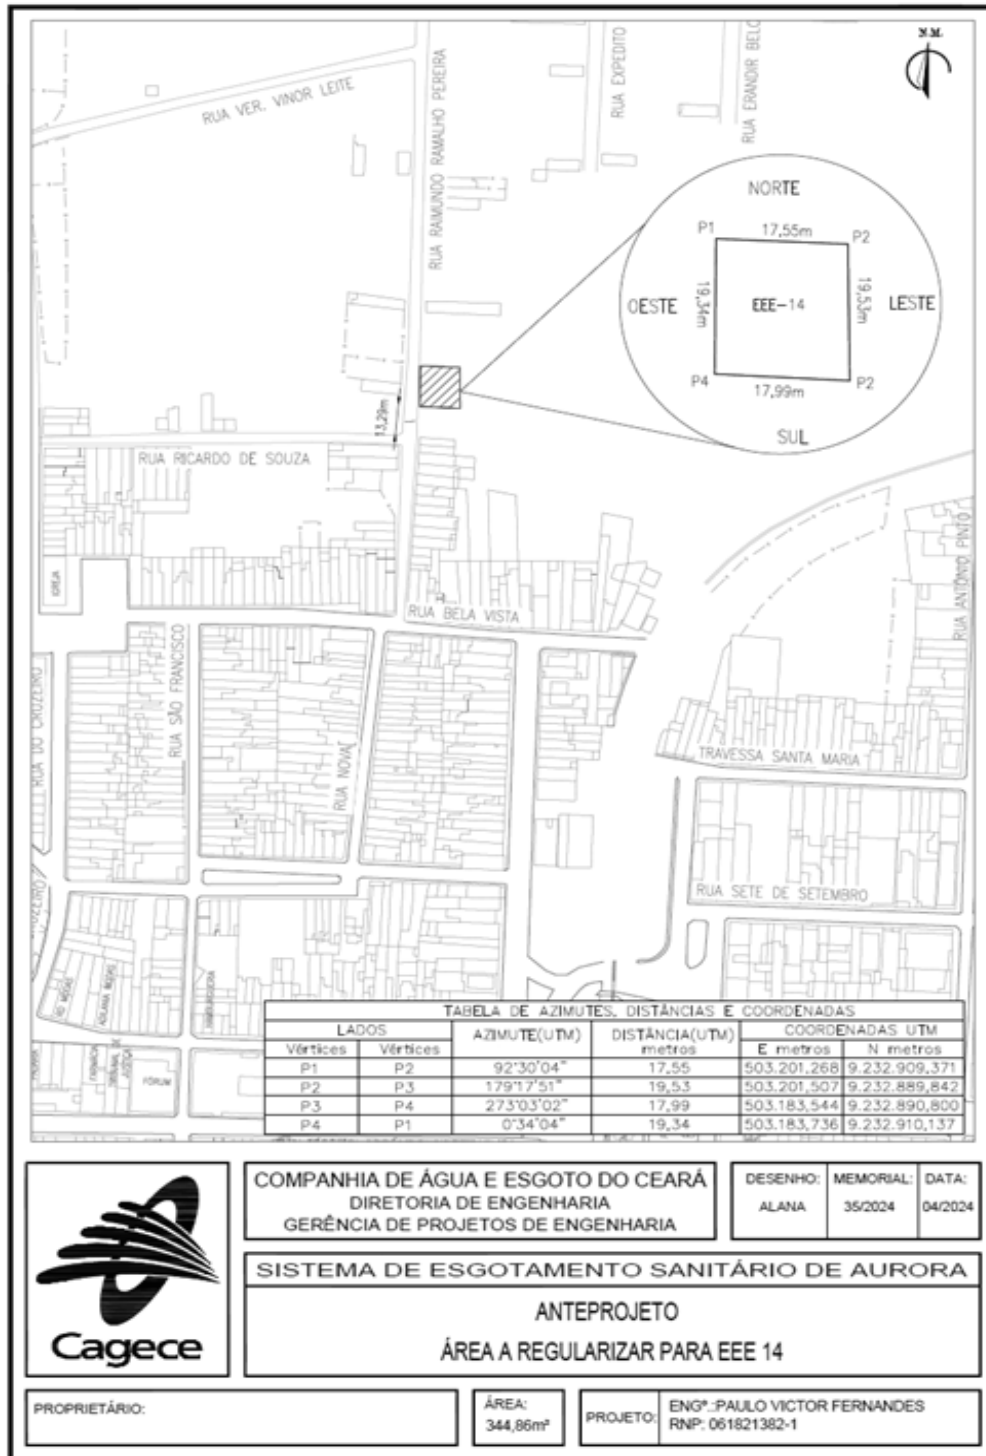 N.M.
RUA VER. VINOR LEITE
RUA RAIMUNDO RAMALHO PEREIRA
RUA EXPEDITO
RUA ERANDIR BELO
NORTE
P1 17,55m P2
OESTE 19,34m EEE-14 19,53m LESTE
P4 17,99m P2
SUL
13,29m
RUA RICARDO DE SOUZA
IGREJA
RUA BELA VISTA
RUA ANTONIO PINTO
RUA DO CRUZEIRO
RUA SÃO FRANCISCO
RUA NOVA
TRAVESSA SANTA MARIA
RUA SETE DE SETEMBRO
FÓRUM
TABELA DE AZIMUTES, DISTÂNCIAS E COORDENADAS
LADOS AZIMUTE(UTM) DISTÂNCIA(UTM) metros COORDENADAS UTM
Vértices Vértices E metros N metros
P1 P2 92°30'04" 17,55 503.201,268 9.232.909,371
P2 P3 179°17'51" 19,53 503.201,507 9.232.889,842
P3 P4 273°03'02" 17,99 503.183,544 9.232.890,800
P4 P1 0°34'04" 19,34 503.183,736 9.232.910,137
Cagece
COMPANHIA DE ÁGUA E ESGOTO DO CEARÁ
DIRETORIA DE ENGENHARIA
GERÊNCIA DE PROJETOS DE ENGENHARIA
DESENHO: ALANA
MEMORIAL: 35/2024
DATA: 04/2024
SISTEMA DE ESGOTAMENTO SANITÁRIO DE AURORA
ANTEPROJETO
ÁREA A REGULARIZAR PARA EEE 14
PROPRIETÁRIO:
ÁREA:
344,86m²
PROJETO:
ENGº.:PAULO VICTOR FERNANDES
RNP: 061821382-1